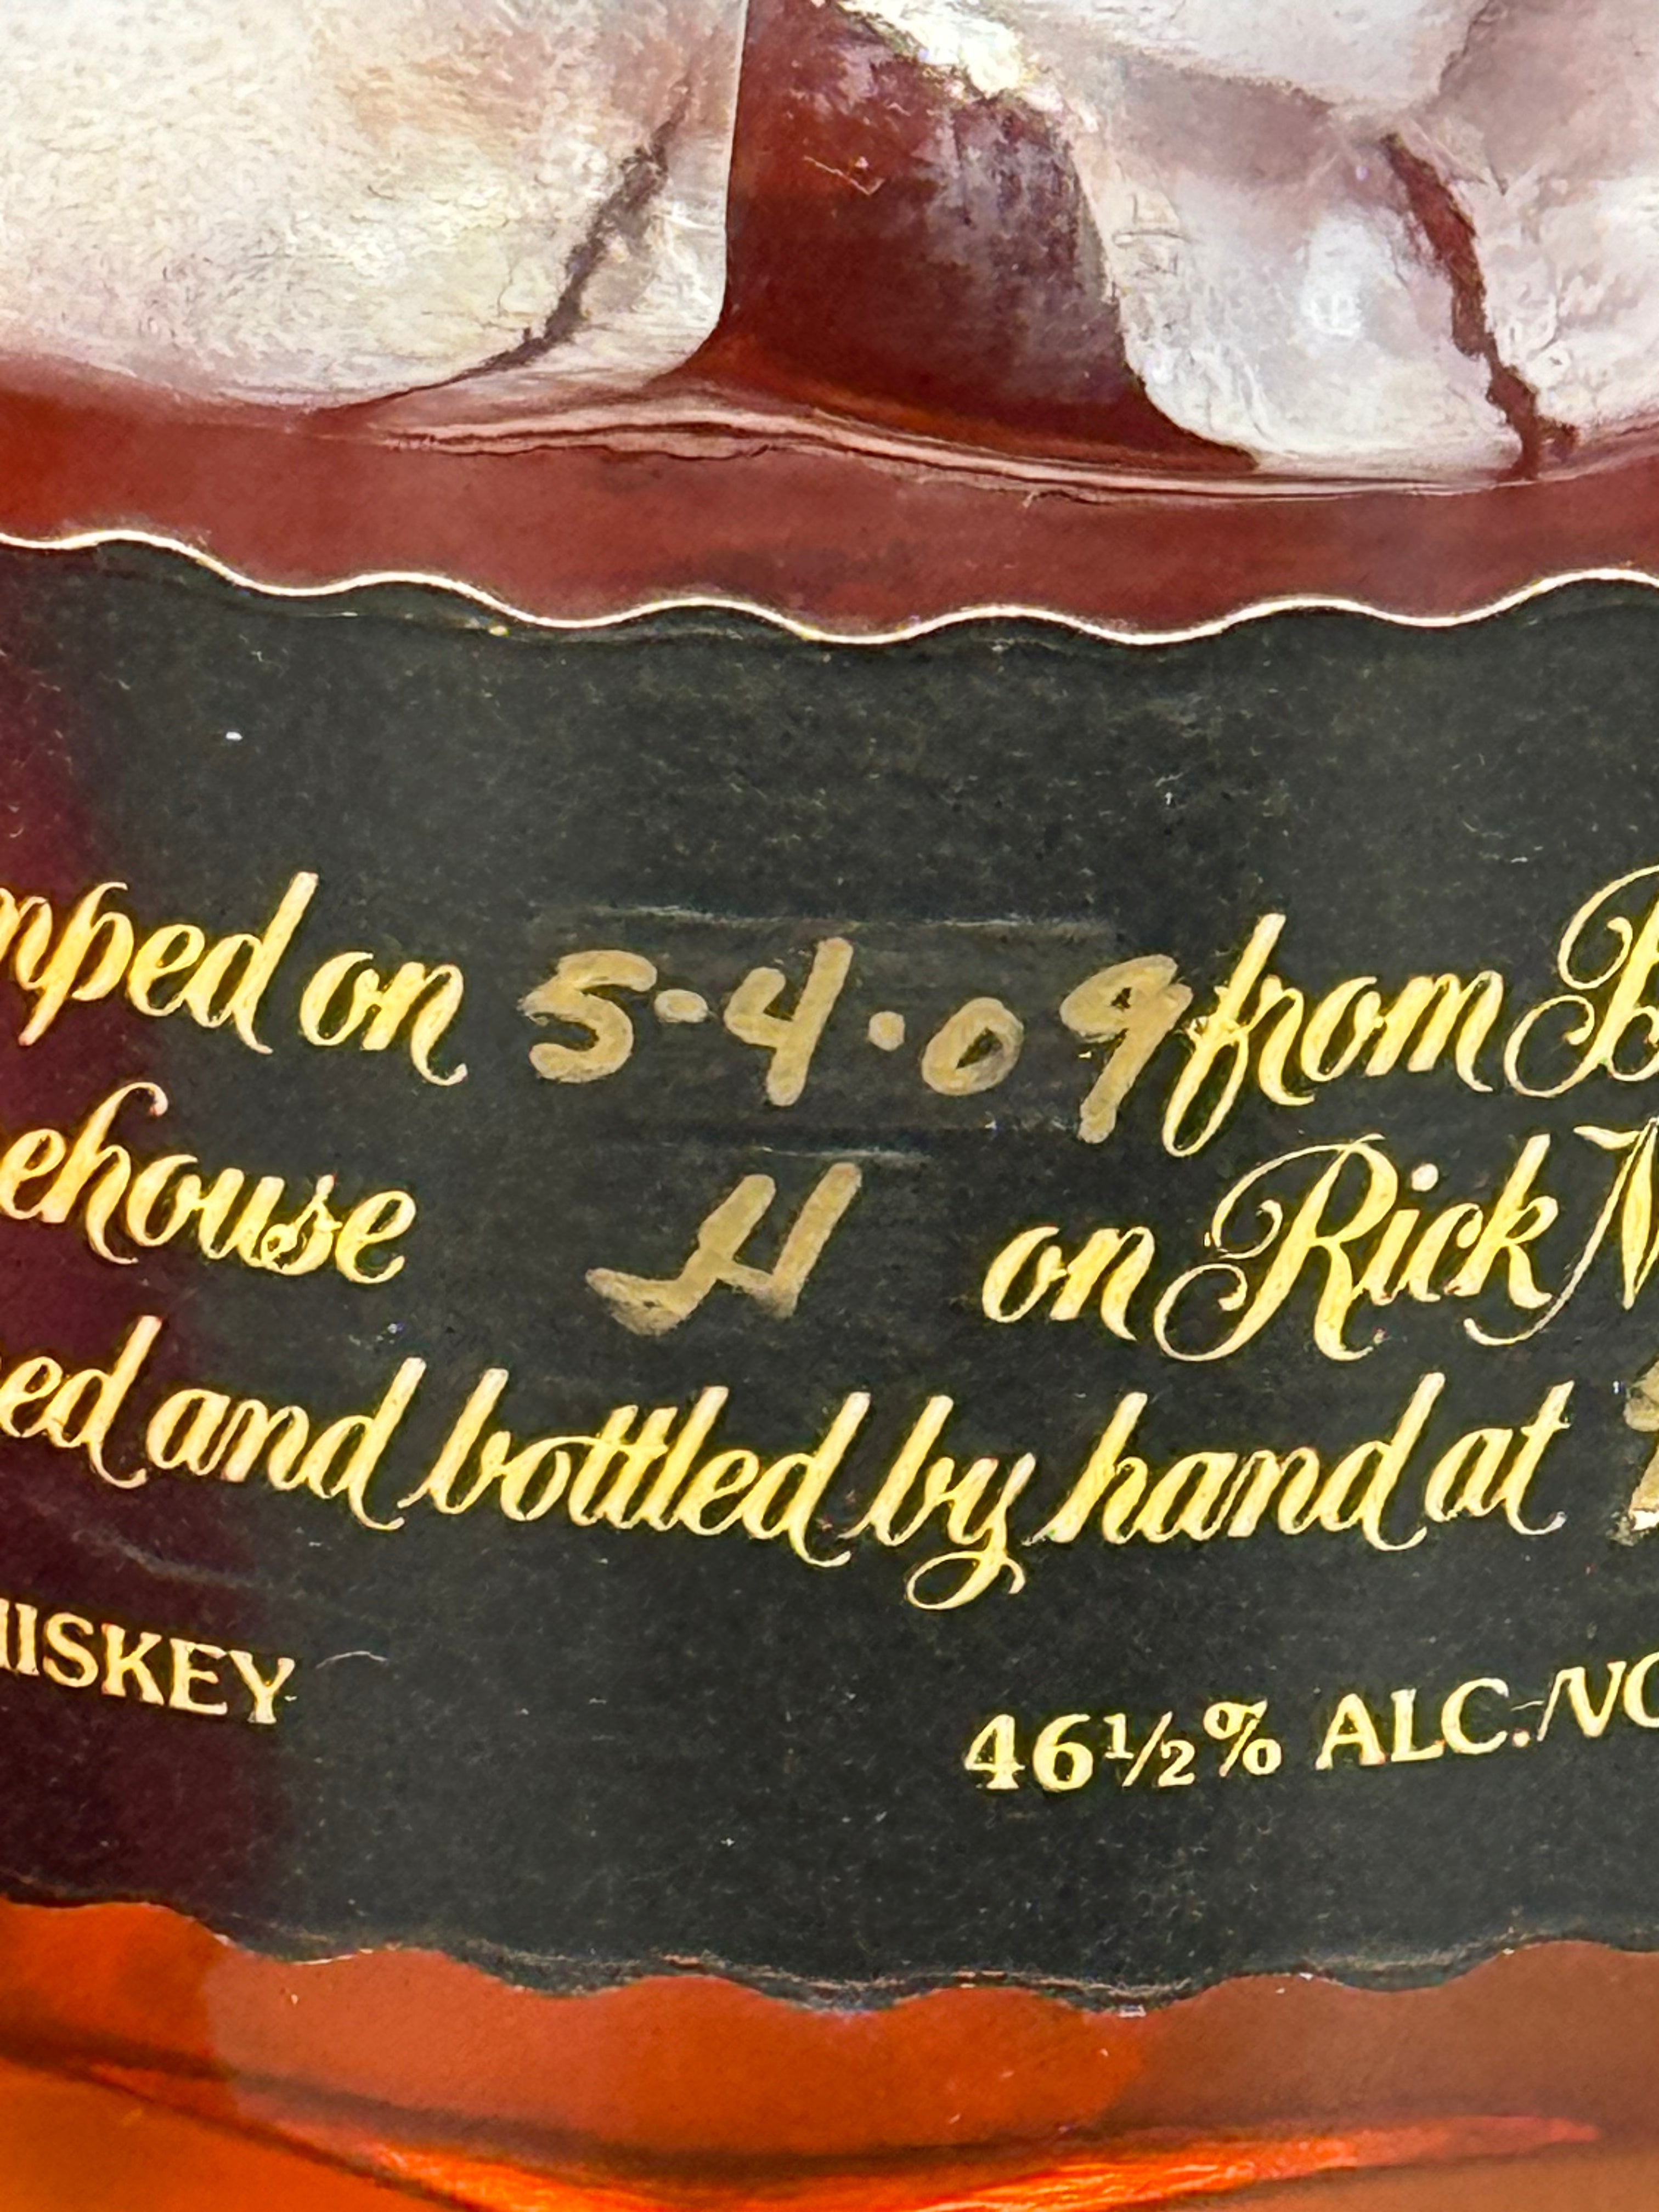 mped on 5-4-09 from B
ehouse H on Rick N
ed and bottled by hand at
HISKEY
46½% ALC./VO